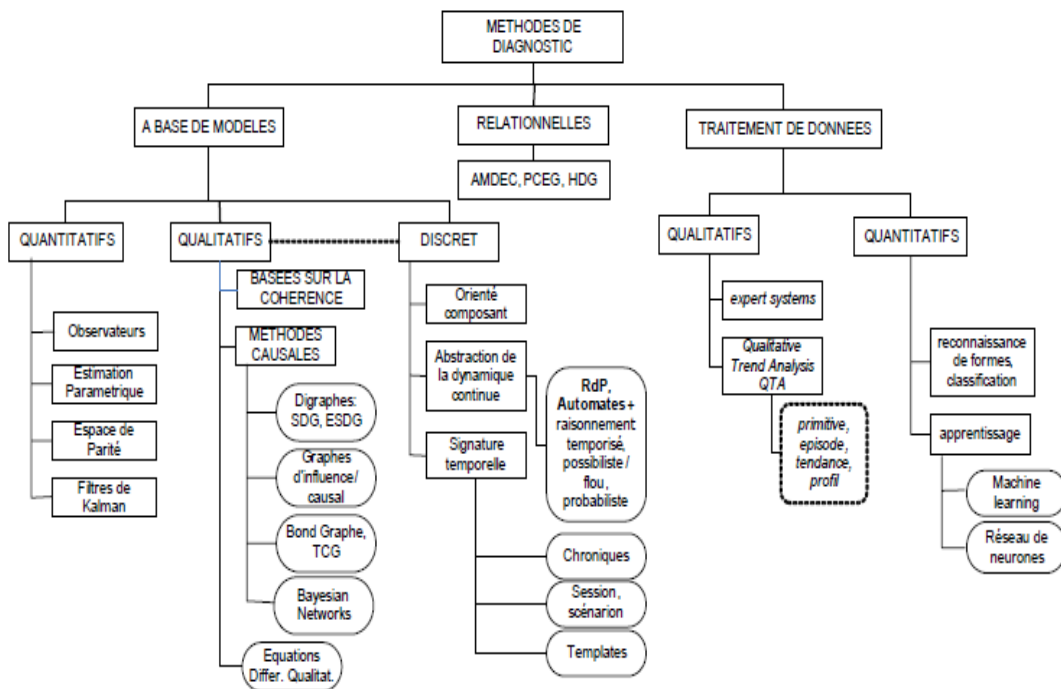 METHODES DE
DIAGNOSTIC
A BASE DE MODELES
RELATIONNELLES
TRAITEMENT DE DONNEES
AMDEC, PCEG, HDG
QUANTITATIFS
QUALITATIFS
DISCRET
QUALITATIFS
QUANTITATIFS
Observateurs
Estimation
Parametrique
Espace de
Parité
Filtres de
Kalman
BASEES SUR LA
COHERENCE
METHODES
CAUSALES
Digraphes:
SDG, ESDG
Graphes
d'influence/
causal
Bond Graphe,
TCG
Bayesian
Networks
Equations
Differ. Qualitat.
Orienté
composant
Abstraction de
la dynamique
continue
Signature
temporelle
RdP,
Automates +
raisonnement
temporisé,
possibiliste /
flou,
probabiliste
Chroniques
Session,
scénarion
Templates
expert systems
Qualitative
Trend Analysis
QTA
primitive,
episode,
tendance,
profil
reconnaissance
de formes,
classification
apprentissage
Machine
learning
Réseau de
neurones